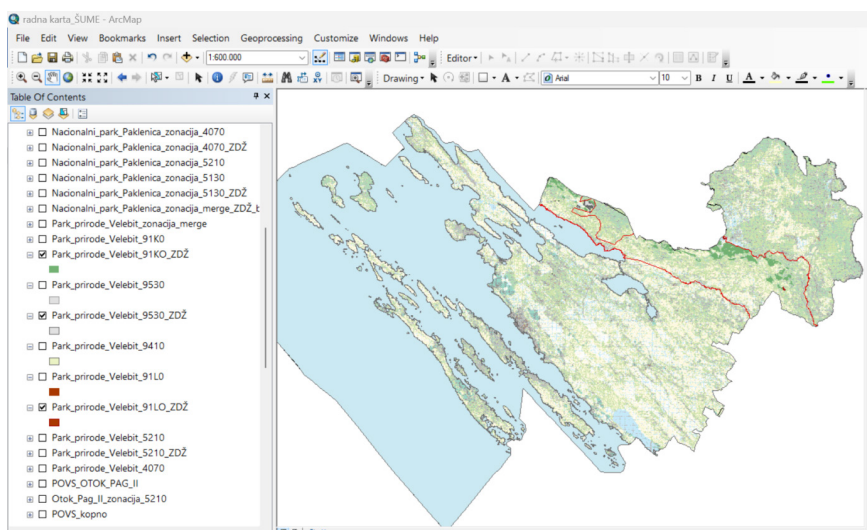 radna karta_ŠUME - ArcMap
File Edit View Bookmarks Insert Selection Geoprocessing Customize Windows Help
1:600.000
Editor
Drawing
Arial
10
B I U A
Table Of Contents
Nacionalni_park_Paklenica_zonacija_4070
Nacionalni_park_Paklenica_zonacija_4070_ZDŽ
Nacionalni_park_Paklenica_zonacija_5210
Nacionalni_park_Paklenica_zonacija_5130
Nacionalni_park_Paklenica_zonacija_5130_ZDŽ
Nacionalni_park_Paklenica_zonacija_merge_ZDŽ_b
Park_prirode_Velebit_zonacija_merge
Park_prirode_Velebit_91K0
Park_prirode_Velebit_91KO_ZDŽ
Park_prirode_Velebit_9530
Park_prirode_Velebit_9530_ZDŽ
Park_prirode_Velebit_9410
Park_prirode_Velebit_91L0
Park_prirode_Velebit_91LO_ZDŽ
Park_prirode_Velebit_5210
Park_prirode_Velebit_5210_ZDŽ
Park_prirode_Velebit_4070
POVS_OTOK_PAG_II
Otok_Pag_II_zonacija_5210
POVS_kopno